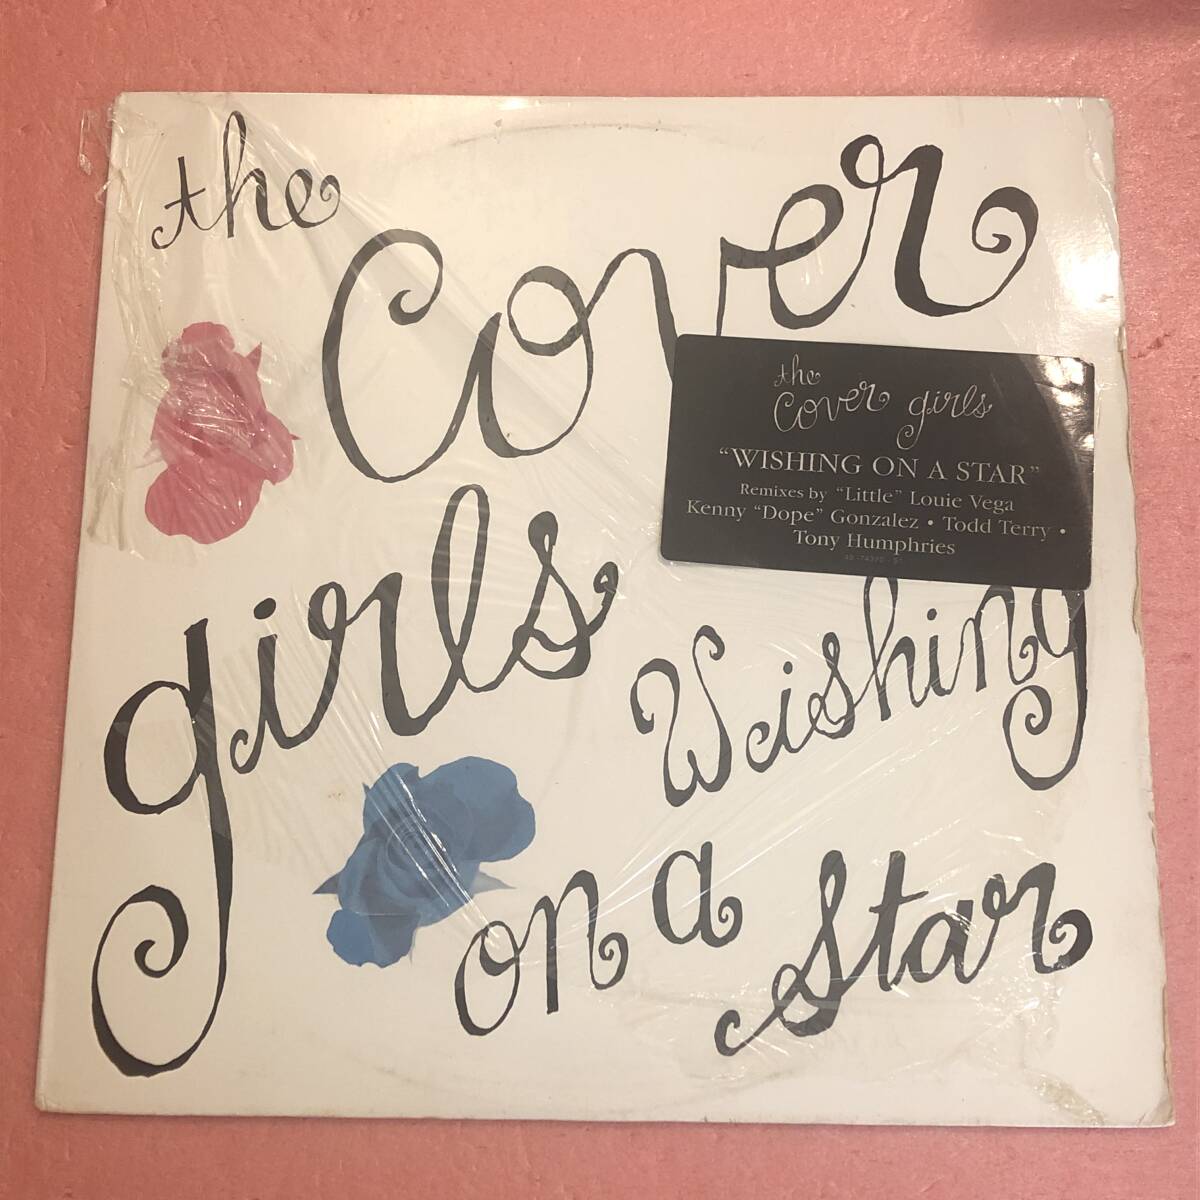 the
Cover
girls
the
cover girls
"WISHING ON A STAR"
Remixes by "Little" Louie Vega
Kenny "Dope" Gonzalez • Todd Terry •
Tony Humphries
Wishing
on a
Star